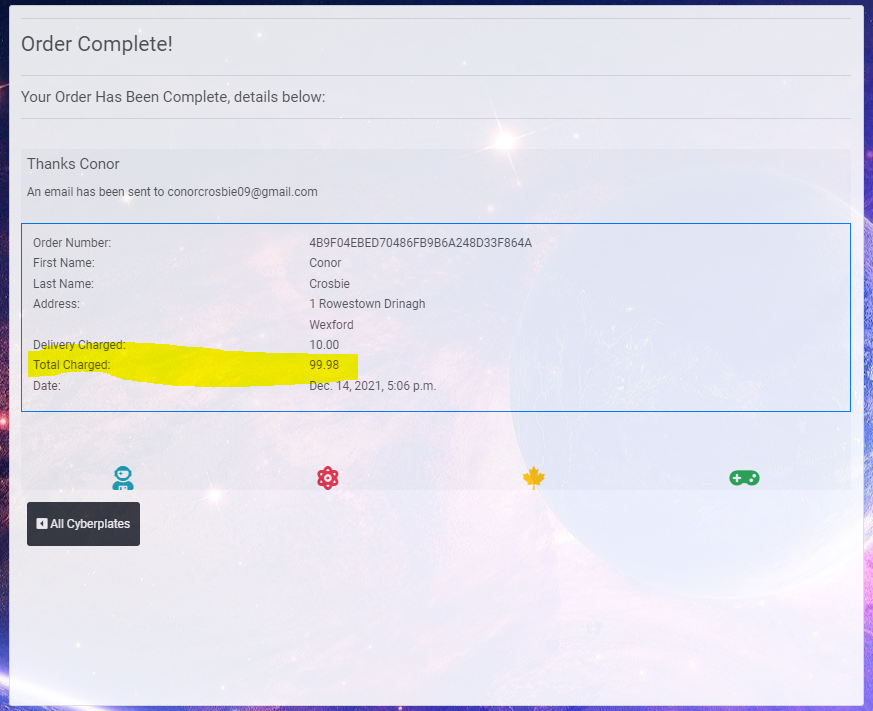 Order Complete!
Your Order Has Been Complete, details below:
Thanks Conor
An email has been sent to conorcrosbie09@gmail.com
Order Number: 4B9F04EBED70486FB9B6A248D33F864A
First Name: Conor
Last Name: Crosbie
Address: 1 Rowestown Drinagh
Wexford
Delivery Charged: 10.00
Total Charged: 99.98
Date: Dec. 14, 2021, 5:06 p.m.
All Cyberplates